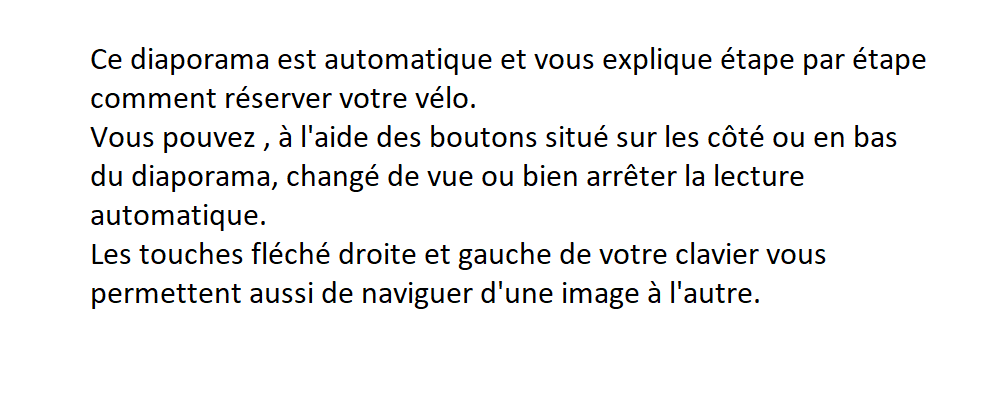 Ce diaporama est automatique et vous explique étape par étape
comment réserver votre vélo.
Vous pouvez , à l'aide des boutons situé sur les côté ou en bas
du diaporama, changé de vue ou bien arrêter la lecture
automatique.
Les touches fléché droite et gauche de votre clavier vous
permettent aussi de naviguer d'une image à l'autre.